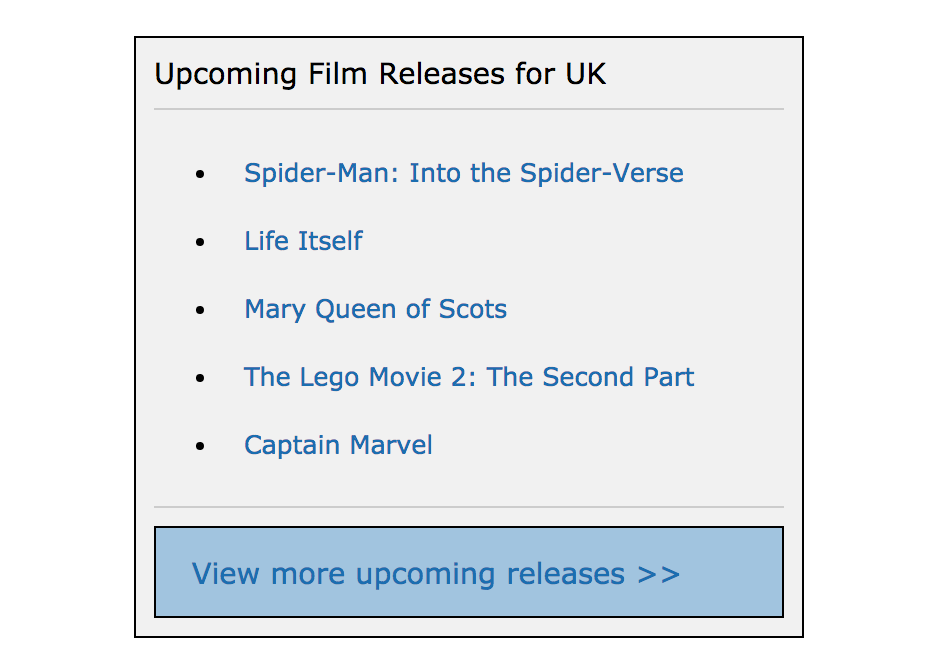 Upcoming Film Releases for UK
• Spider-Man: Into the Spider-Verse
• Life Itself
• Mary Queen of Scots
• The Lego Movie 2: The Second Part
• Captain Marvel
View more upcoming releases >>